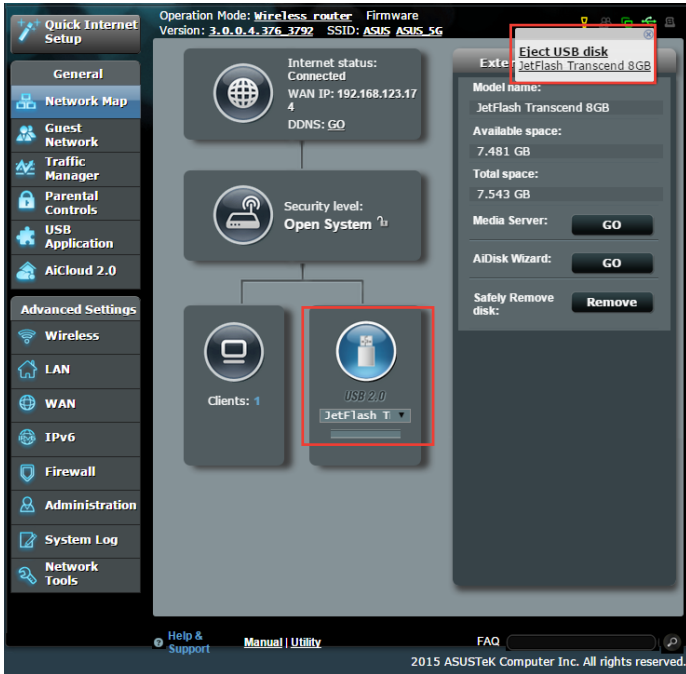 Quick Internet
Setup
Operation Mode: Wireless router Firmware
Version: 3.0.0.4.376_3792 SSID: ASUS ASUS_5G
Eject USB disk
JetFlash Transcend 8GB
General
Network Map
Guest
Network
Traffic
Manager
Parental
Controls
USB
Application
AiCloud 2.0
Advanced Settings
Wireless
LAN
WAN
IPv6
Firewall
Administration
System Log
Network
Tools
Internet status:
Connected
WAN IP: 192.168.123.17
4
DDNS: GO
Security level:
Open System
Clients: 1
USB 2.0
JetFlash T
Exte
Model name:
JetFlash Transcend 8GB
Available space:
7.481 GB
Total space:
7.543 GB
Media Server: GO
AiDisk Wizard: GO
Safely Remove
disk: Remove
Help &
Support
Manual | Utility
FAQ
2015 ASUSTeK Computer Inc. All rights reserved.